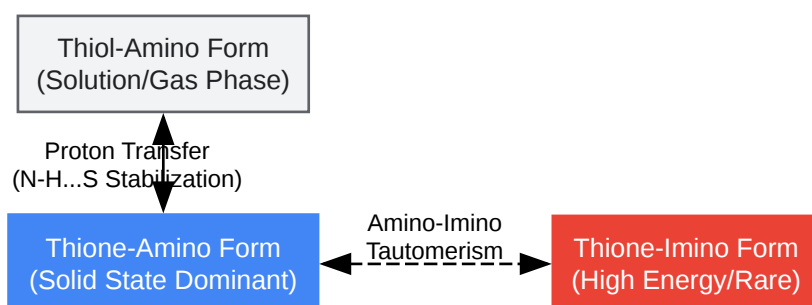 Thiol-Amino Form
(Solution/Gas Phase)
Proton Transfer
(N-H...S Stabilization)
Amino-Imino
Tautomerism
Thione-Amino Form
(Solid State Dominant)
Thione-Imino Form
(High Energy/Rare)